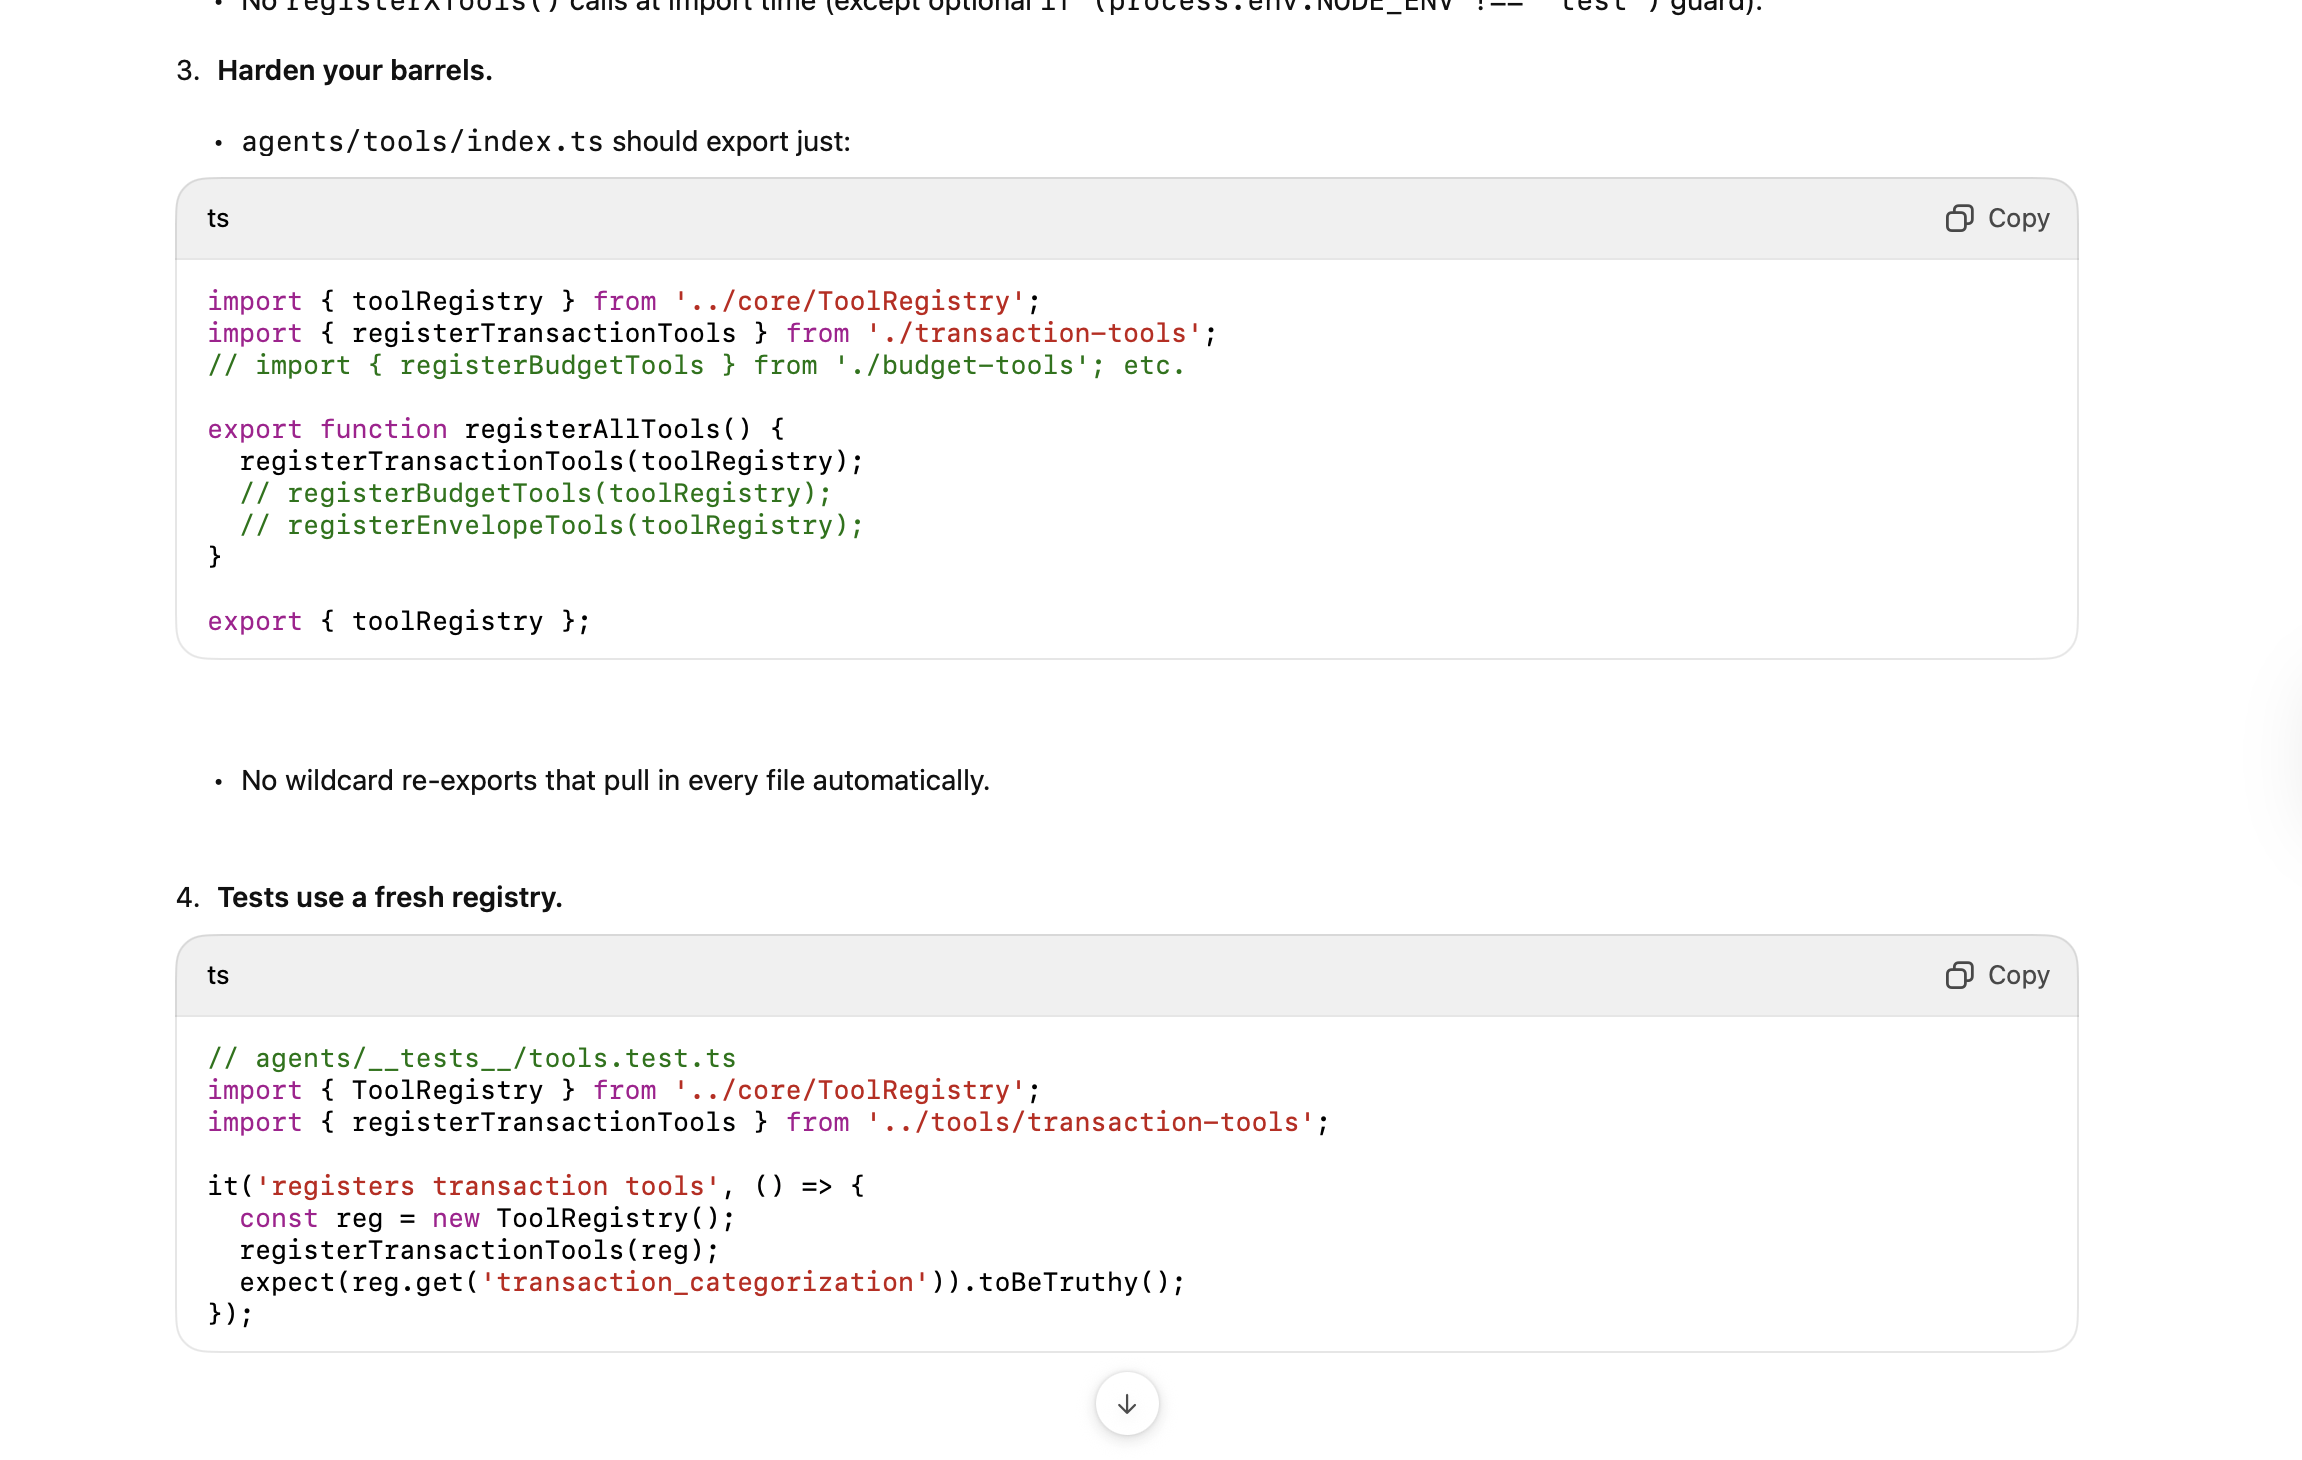 • No registerXTools() calls at import time (except optional if (process.env.NODE_ENV !== 'test') guard).
3. Harden your barrels.
• agents/tools/index.ts should export just:
ts
Copy
import { toolRegistry } from '../core/ToolRegistry';
import { registerTransactionTools } from './transaction-tools';
// import { registerBudgetTools } from './budget-tools'; etc.
export function registerAllTools() {
  registerTransactionTools(toolRegistry);
  // registerBudgetTools(toolRegistry);
  // registerEnvelopeTools(toolRegistry);
}
export { toolRegistry };
• No wildcard re-exports that pull in every file automatically.
4. Tests use a fresh registry.
ts
Copy
// agents/__tests__/tools.test.ts
import { ToolRegistry } from '../core/ToolRegistry';
import { registerTransactionTools } from '../tools/transaction-tools';
it('registers transaction tools', () => {
  const reg = new ToolRegistry();
  registerTransactionTools(reg);
  expect(reg.get('transaction_categorization')).toBeTruthy();
});